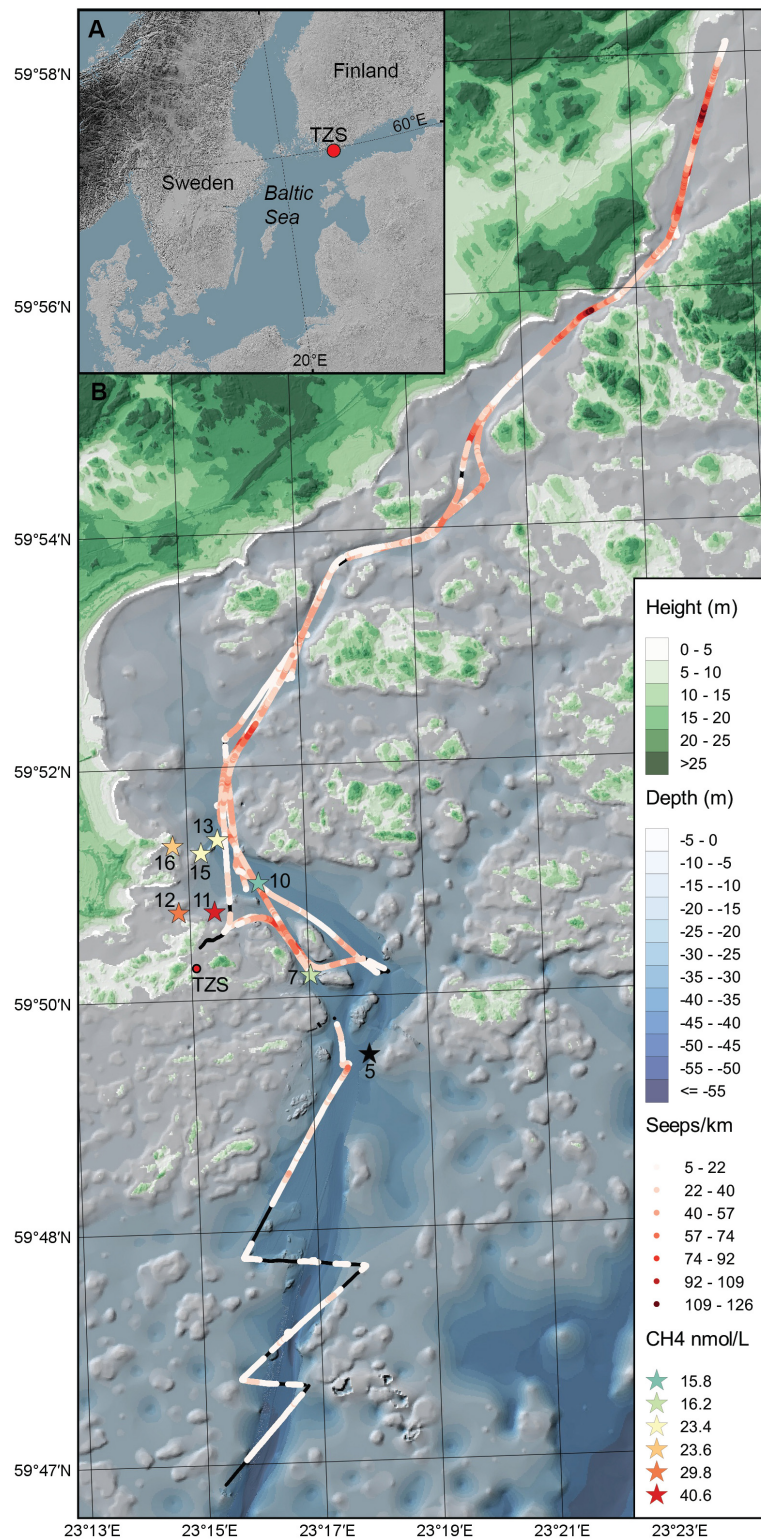 A
Finland
60°E
TZS
Sweden
Baltic
Sea
20°E
B
59°58'N
59°56'N
59°54'N
59°52'N
59°50'N
59°48'N
59°47'N
13
16
15
10
12
11
TZS
7
5
Height (m)
0 - 5
5 - 10
10 - 15
15 - 20
20 - 25
>25
Depth (m)
-5 - 0
-10 - -5
-15 - -10
-20 - -15
-25 - -20
-30 - -25
-35 - -30
-40 - -35
-45 - -40
-50 - -45
-55 - -50
<= -55
Seeps/km
5 - 22
22 - 40
40 - 57
57 - 74
74 - 92
92 - 109
109 - 126
CH4 nmol/L
15.8
16.2
23.4
23.6
29.8
40.6
23°13'E
23°15'E
23°17'E
23°19'E
23°21'E
23°23'E